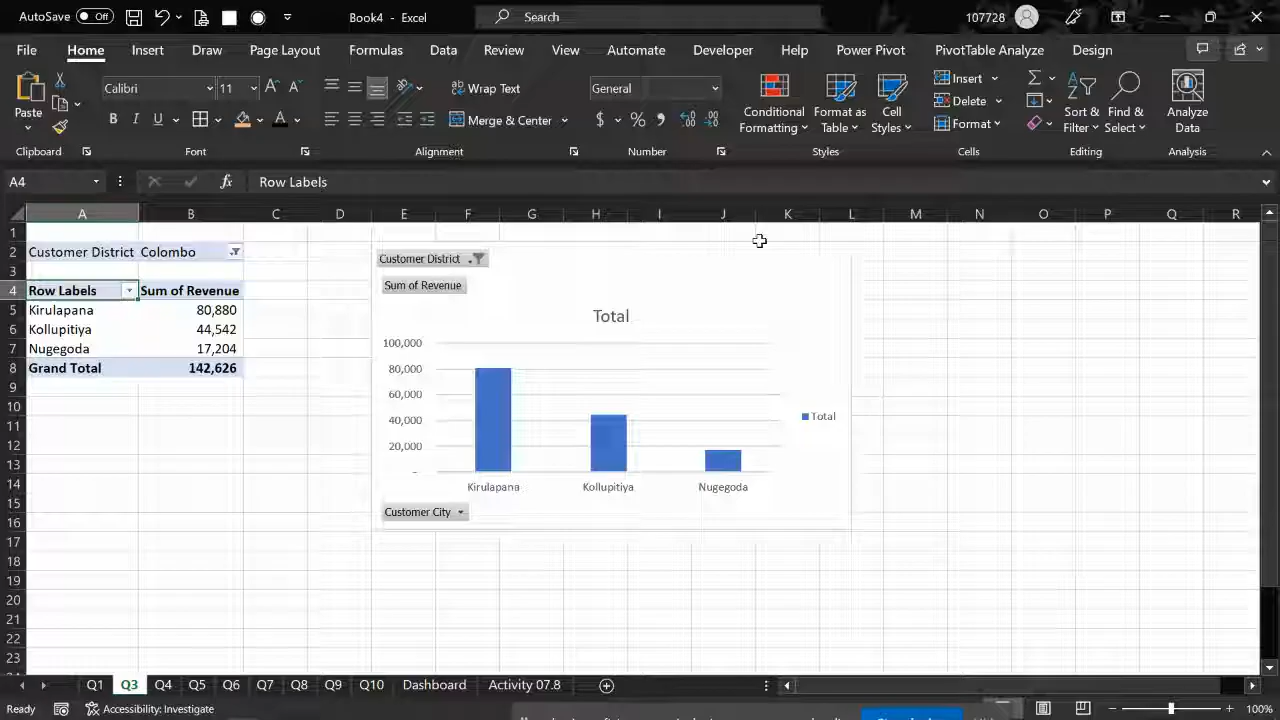 AutoSave Off Book4 - Excel Search 107728
File Home Insert Draw Page Layout Formulas Data Review View Automate Developer Help Power Pivot PivotTable Analyze Design
Paste
Clipboard
Calibri 11
B I U
Font
Wrap Text
Merge & Center
Alignment
General
$ % ,
Number
Conditional Formatting
Format as Table
Cell Styles
Styles
Insert
Delete
Format
Cells
Sort & Filter
Find & Select
Editing
Analyze Data
Analysis
A4 fx Row Labels
A B C D E F G H I J K L M N O P Q R
1
2 Customer District Colombo
3
4 Row Labels Sum of Revenue
5 Kirulapana 80,880
6 Kollupitiya 44,542
7 Nugegoda 17,204
8 Grand Total 142,626
9
10
11
12
13
14
15
16
17
18
19
20
21
22
23
Customer District
Sum of Revenue
Total
100,000
80,000
60,000
40,000
20,000
-
Kirulapana Kollupitiya Nugegoda
Total
Customer City
Q1 Q3 Q4 Q5 Q6 Q7 Q8 Q9 Q10 Dashboard Activity 07.8
Ready Accessibility: Investigate 100%